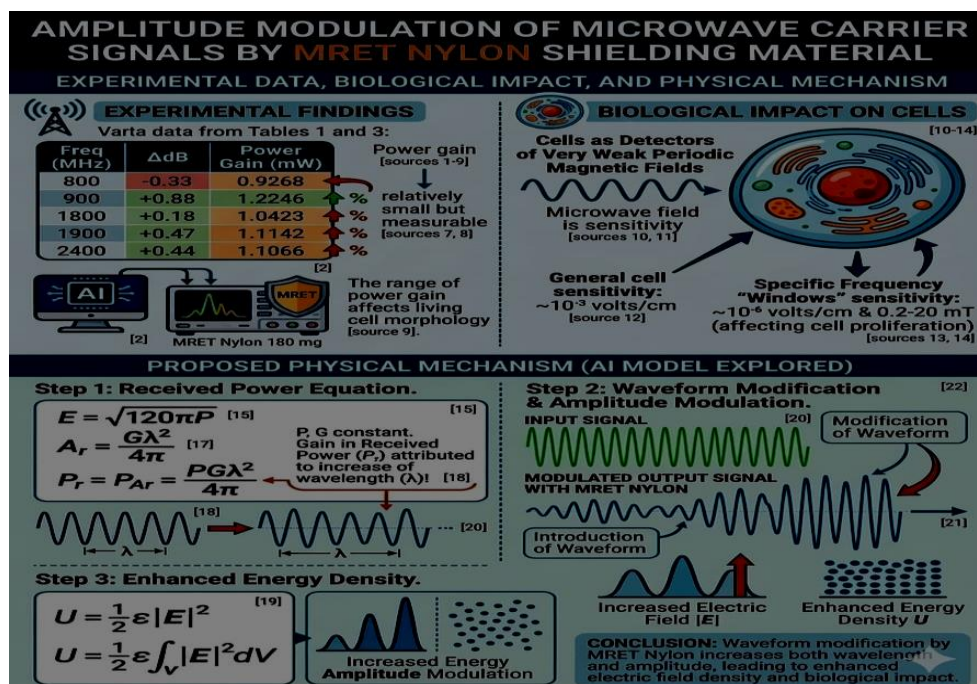 AMPLITUDE MODULATION OF MICROWAVE CARRIER
SIGNALS BY MRET NYLON SHIELDING MATERIAL
EXPERIMENTAL DATA, BIOLOGICAL IMPACT, AND PHYSICAL MECHANISM
EXPERIMENTAL FINDINGS
Varta data from Tables 1 and 3:
Freq (MHz) ΔdB Power Gain (mW)
800 -0.33 0.9268
900 +0.88 1.2246 %
1800 +0.18 1.0423 %
1900 +0.47 1.1142 %
2400 +0.44 1.1066 %
[2]
Power gain
[sources 1-9]
relatively
small but
measurable
[sources 7, 8]
AI
MRET
[2]
MRET Nylon 180 mg
The range of
power gain
affects living
cell morphology
[source 9].
BIOLOGICAL IMPACT ON CELLS
[10-14]
Cells as Detectors
of Very Weak Periodic
Magnetic Fields
Microwave field
is sensitivity
[sources 10, 11]
General cell
sensitivity:
~10⁻³ volts/cm
[source 12]
Specific Frequency
"Windows" sensitivity:
~10⁻⁶ volts/cm & 0.2-20 mT
(affecting cell proliferation)
[sources 13, 14]
PROPOSED PHYSICAL MECHANISM (AI MODEL EXPLORED)
Step 1: Received Power Equation.
E = √120πP [15]
Aᵣ = Gλ²/4π [17]
Pᵣ = P_Aᵣ = PGλ²/4π
[15]
P, G constant.
Gain in Received
Power (Pᵣ) attributed
to increase of
wavelength (λ)! [18]
[18]
λ
λ
[20]
Step 2: Waveform Modification
& Amplitude Modulation.
[22]
INPUT SIGNAL
[20]
Modification
of Waveform
MODULATED OUTPUT SIGNAL
WITH MRET NYLON
[21]
Introduction
of Waveform
Increased Electric
Field |E|
Enhanced Energy
Density U
Step 3: Enhanced Energy Density.
U = ½ε|E|²
[19]
U = ½ε∫ᵥ|E|²dV
Increased Energy
Amplitude Modulation
CONCLUSION: Waveform modification by
MRET Nylon increases both wavelength
and amplitude, leading to enhanced
electric field density and biological impact.